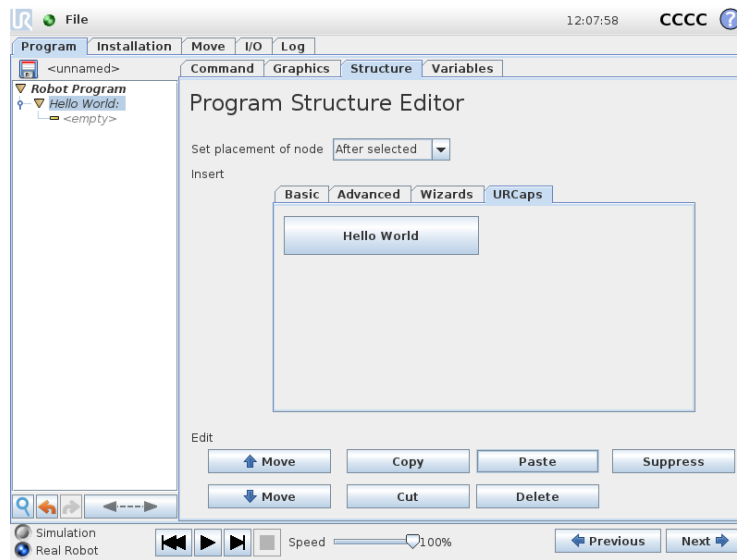 UR File 12:07:58 CCCC ?
Program Installation Move I/O Log
<unnamed> Command Graphics Structure Variables
Robot Program
Hello World:
<empty>
Program Structure Editor
Set placement of node After selected
Insert
Basic Advanced Wizards URCaps
Hello World
Edit
Move Copy Paste Suppress
Move Cut Delete
Simulation
Real Robot
Speed 100% Previous Next